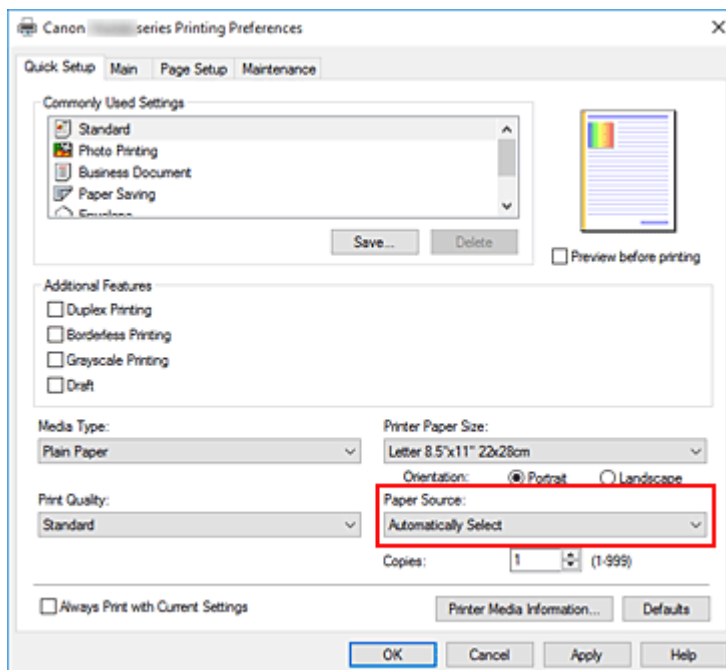 Canon series Printing Preferences
Quick Setup Main Page Setup Maintenance
Commonly Used Settings
Standard
Photo Printing
Business Document
Paper Saving
Envelope
Save... Delete
Preview before printing
Additional Features
Duplex Printing
Borderless Printing
Grayscale Printing
Draft
Media Type: Printer Paper Size:
Plain Paper Letter 8.5"x11" 22x28cm
Orientation: Portrait Landscape
Print Quality: Paper Source:
Standard Automatically Select
Copies: 1 (1-999)
Always Print with Current Settings Printer Media Information... Defaults
OK Cancel Apply Help